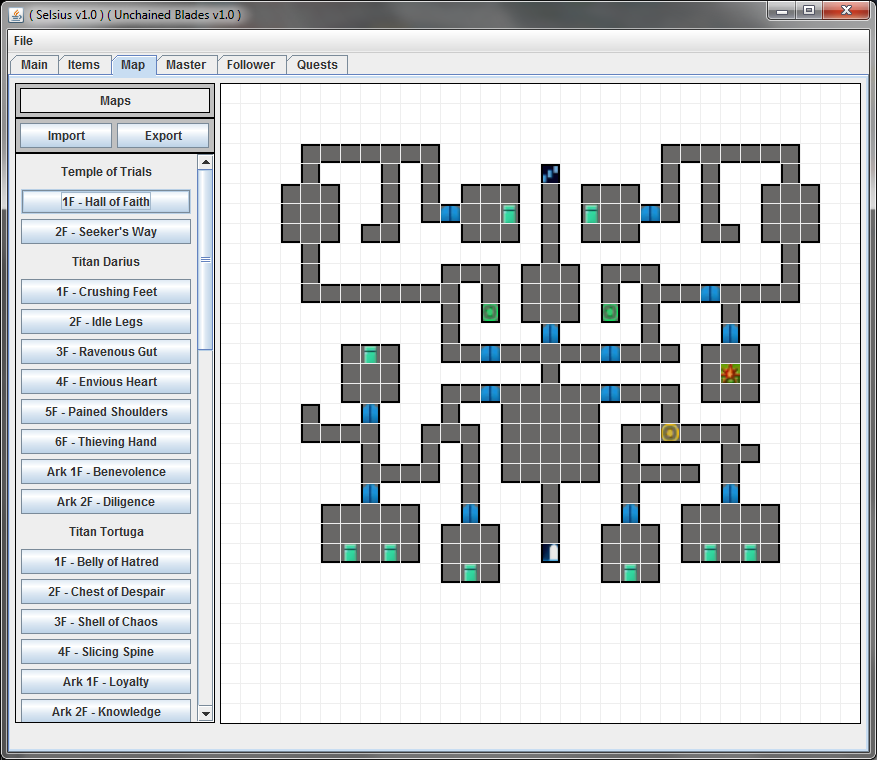 ( Selsius v1.0 ) ( Unchained Blades v1.0 )
File
Main Items Map Master Follower Quests
Maps
Import Export
Temple of Trials
1F - Hall of Faith
2F - Seeker's Way
Titan Darius
1F - Crushing Feet
2F - Idle Legs
3F - Ravenous Gut
4F - Envious Heart
5F - Pained Shoulders
6F - Thieving Hand
Ark 1F - Benevolence
Ark 2F - Diligence
Titan Tortuga
1F - Belly of Hatred
2F - Chest of Despair
3F - Shell of Chaos
4F - Slicing Spine
Ark 1F - Loyalty
Ark 2F - Knowledge